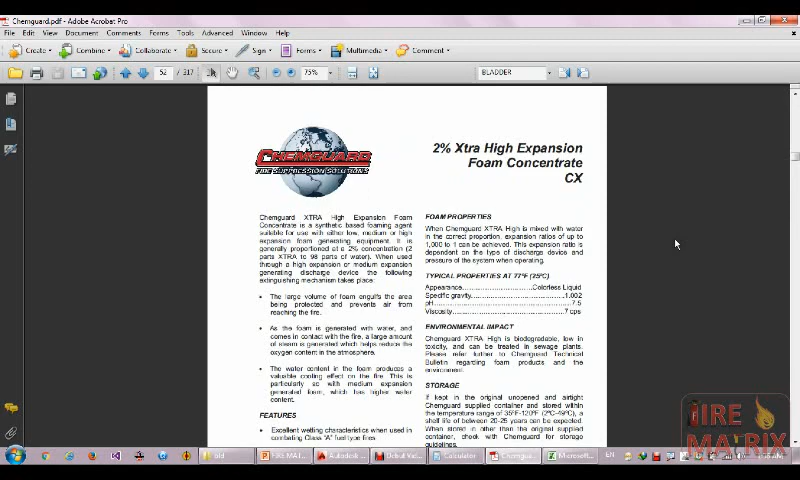 Chemguard.pdf - Adobe Acrobat Pro
File Edit View Document Comments Forms Tools Advanced Window Help
Create Combine Collaborate Secure Sign Forms Multimedia Comment
52 / 317 75% BLADDER
CHEMGUARD
FIRE SUPPRESSION SOLUTIONS
2% Xtra High Expansion
Foam Concentrate
CX
Chemguard XTRA High Expansion Foam
Concentrate is a synthetic based foaming agent
suitable for use with either low, medium or high
expansion foam generating equipment. It is
generally proportioned at a 2% concentration (2
parts XTRA to 98 parts of water). When used
through a high expansion or medium expansion
generating discharge device the following
extinguishing mechanism takes place:
• The large volume of foam engulfs the area
being protected and prevents air from
reaching the fire.
• As the foam is generated with water, and
comes in contact with the fire, a large amount
of steam is generated which helps reduce the
oxygen content in the atmosphere.
• The water content in the foam produces a
valuable cooling effect on the fire. This is
particularly so with medium expansion
generated foam, which has higher water
content.
FEATURES
• Excellent wetting characteristics when used in
combating Class "A" fuel type fires
FOAM PROPERTIES
When Chemguard XTRA High is mixed with water
in the correct proportion, expansion ratios of up to
1,000 to 1 can be achieved. This expansion ratio is
dependent on the type of discharge device and
pressure of the system when operating.
TYPICAL PROPERTIES AT 77°F (25°C)
Appearance.............................Colorless Liquid
Specific gravity.......................................1.002
pH............................................................7.5
Viscosity..................................................7 cps
ENVIRONMENTAL IMPACT
Chemguard XTRA High is biodegradable, low in
toxicity, and can be treated in sewage plants.
Please refer further to Chemguard Technical
Bulletin regarding foam products and the
environment.
STORAGE
If kept in the original unopened and airtight
Chemguard supplied container and stored within
the temperature range of 35°F-120°F (2°C-49°C), a
shelf life of between 20-25 years can be expected.
When stored in other than the original supplied
container, check with Chemguard for storage
guidelines.
FIRE
MATRIX
old FIRE MAT... Autodesk ... Debut Vid... Calculator Chemgua... Microsoft... EN